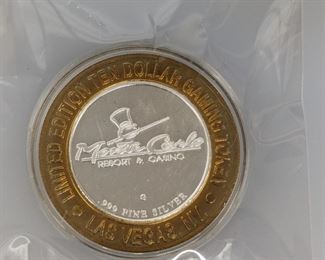 LIMITED EDITION TEN DOLLAR GAMING TOKEN
Monte Carlo
RESORT & CASINO
G
.999 FINE SILVER
LAS VEGAS, NV.